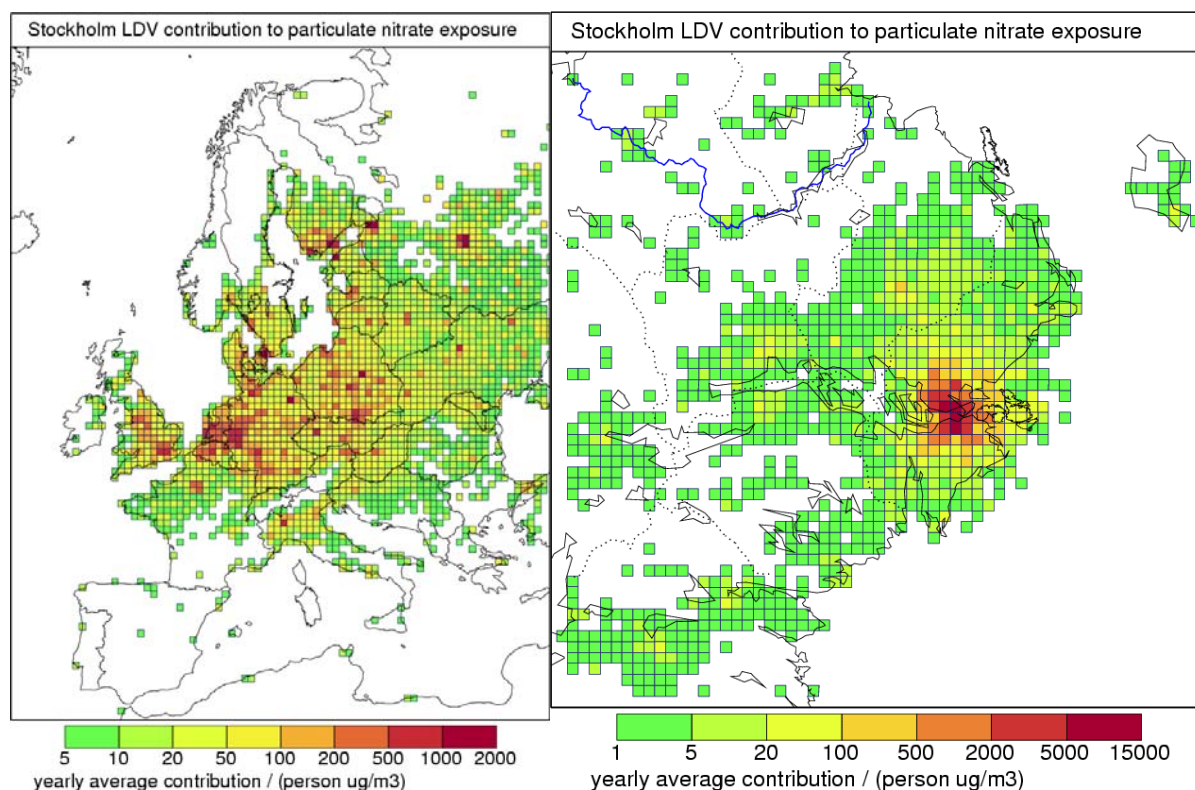 Stockholm LDV contribution to particulate nitrate exposure
5 10 20 50 100 200 500 1000 2000
yearly average contribution / (person ug/m3)
Stockholm LDV contribution to particulate nitrate exposure
1 5 20 100 500 2000 5000 15000
yearly average contribution / (person ug/m3)